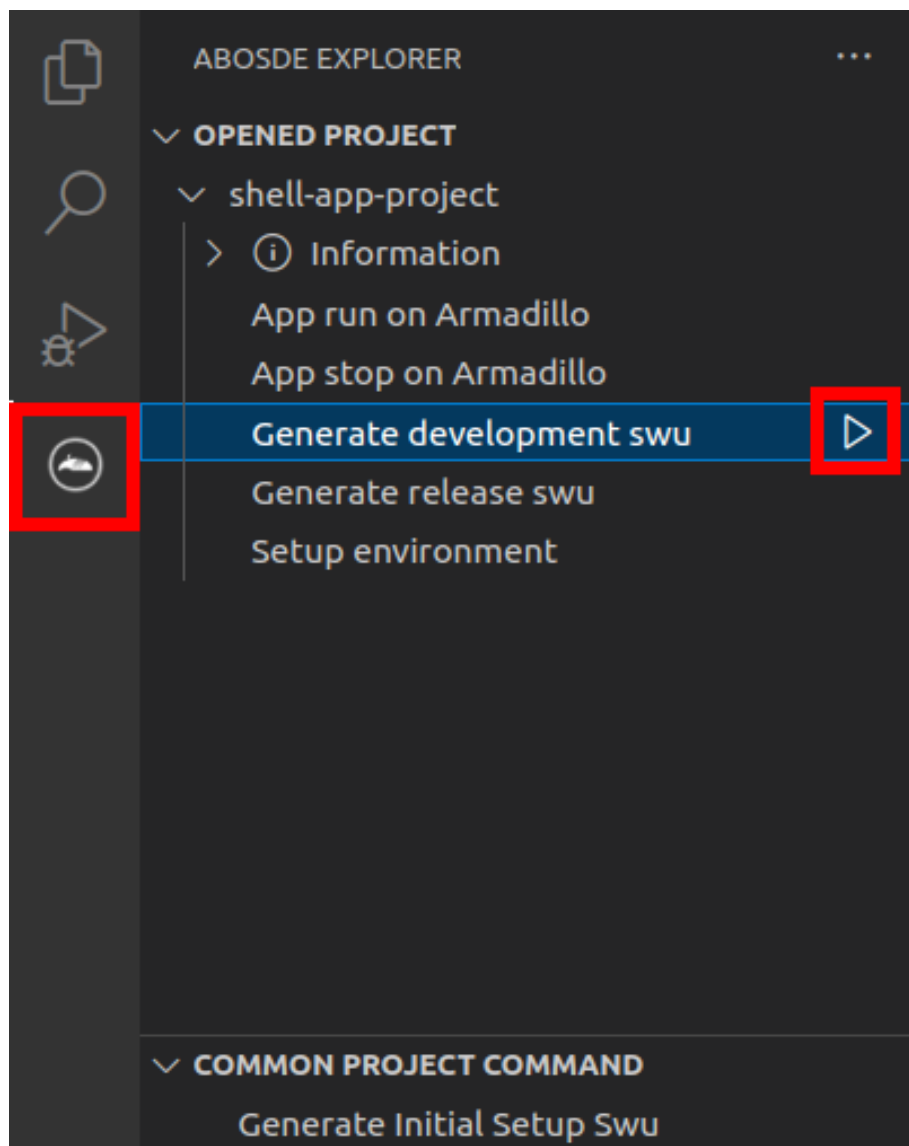 ABOSDE EXPLORER
OPENED PROJECT
shell-app-project
Information
App run on Armadillo
App stop on Armadillo
Generate development swu
Generate release swu
Setup environment
COMMON PROJECT COMMAND
Generate Initial Setup Swu